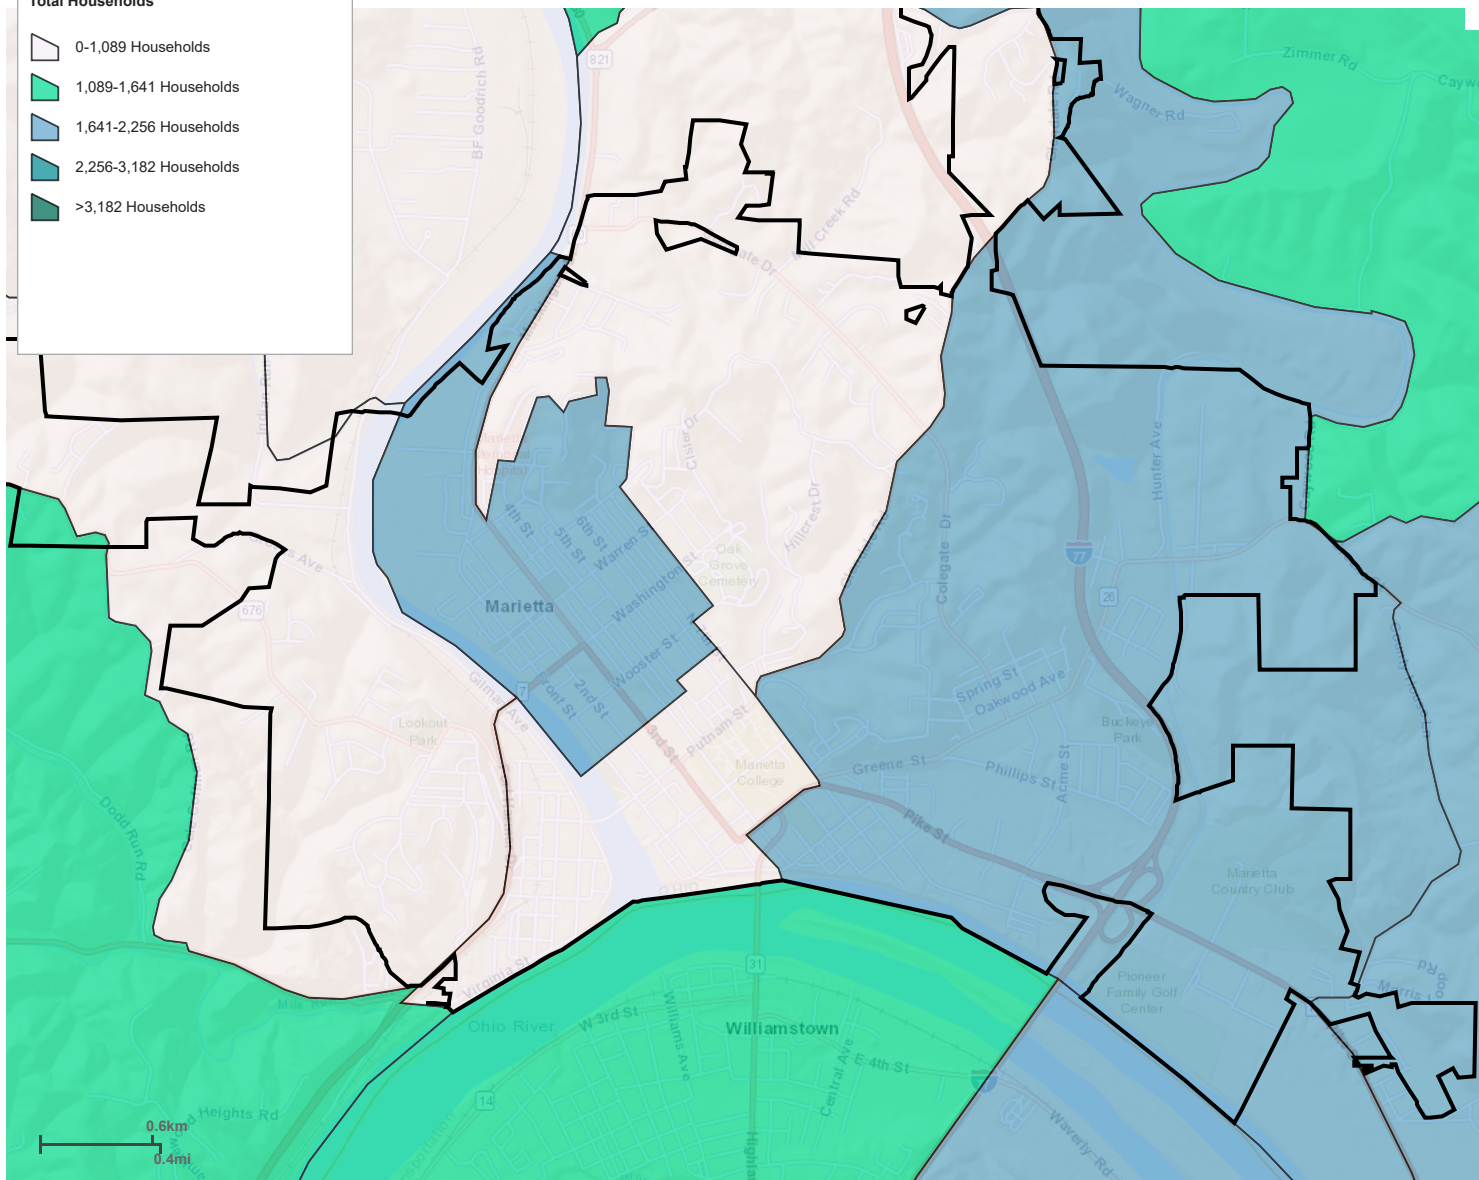 Total Households
0-1,089 Households
1,089-1,641 Households
1,641-2,256 Households
2,256-3,182 Households
>3,182 Households
821
BF Goodrich Rd
Zimmer Rd
Wagner Rd
Hunter Ave
Cisler Dr
Hillcrest Dr
Colegate Dr
4th St
5th St
6th St
Warren St
Washington St
Wooster St
Oak
Grove
Cemetery
77
26
676
Marietta
7
Front St
2nd St
3rd St
Putnam St
Gilman Ave
Lookout
Park
Marietta
College
Spring St
Oakwood Ave
Buckeye
Park
Greene St
Phillips St
Acme St
Pike St
Marietta
Country Club
Dodd Run Rd
Virginia St
Ohio River
31
W 3rd St
Williams Ave
Williamstown
Central Ave
E 4th St
Pioneer
Family Golf
Center
14
Heights Rd
Waverly Rd
0.6km
0.4mi